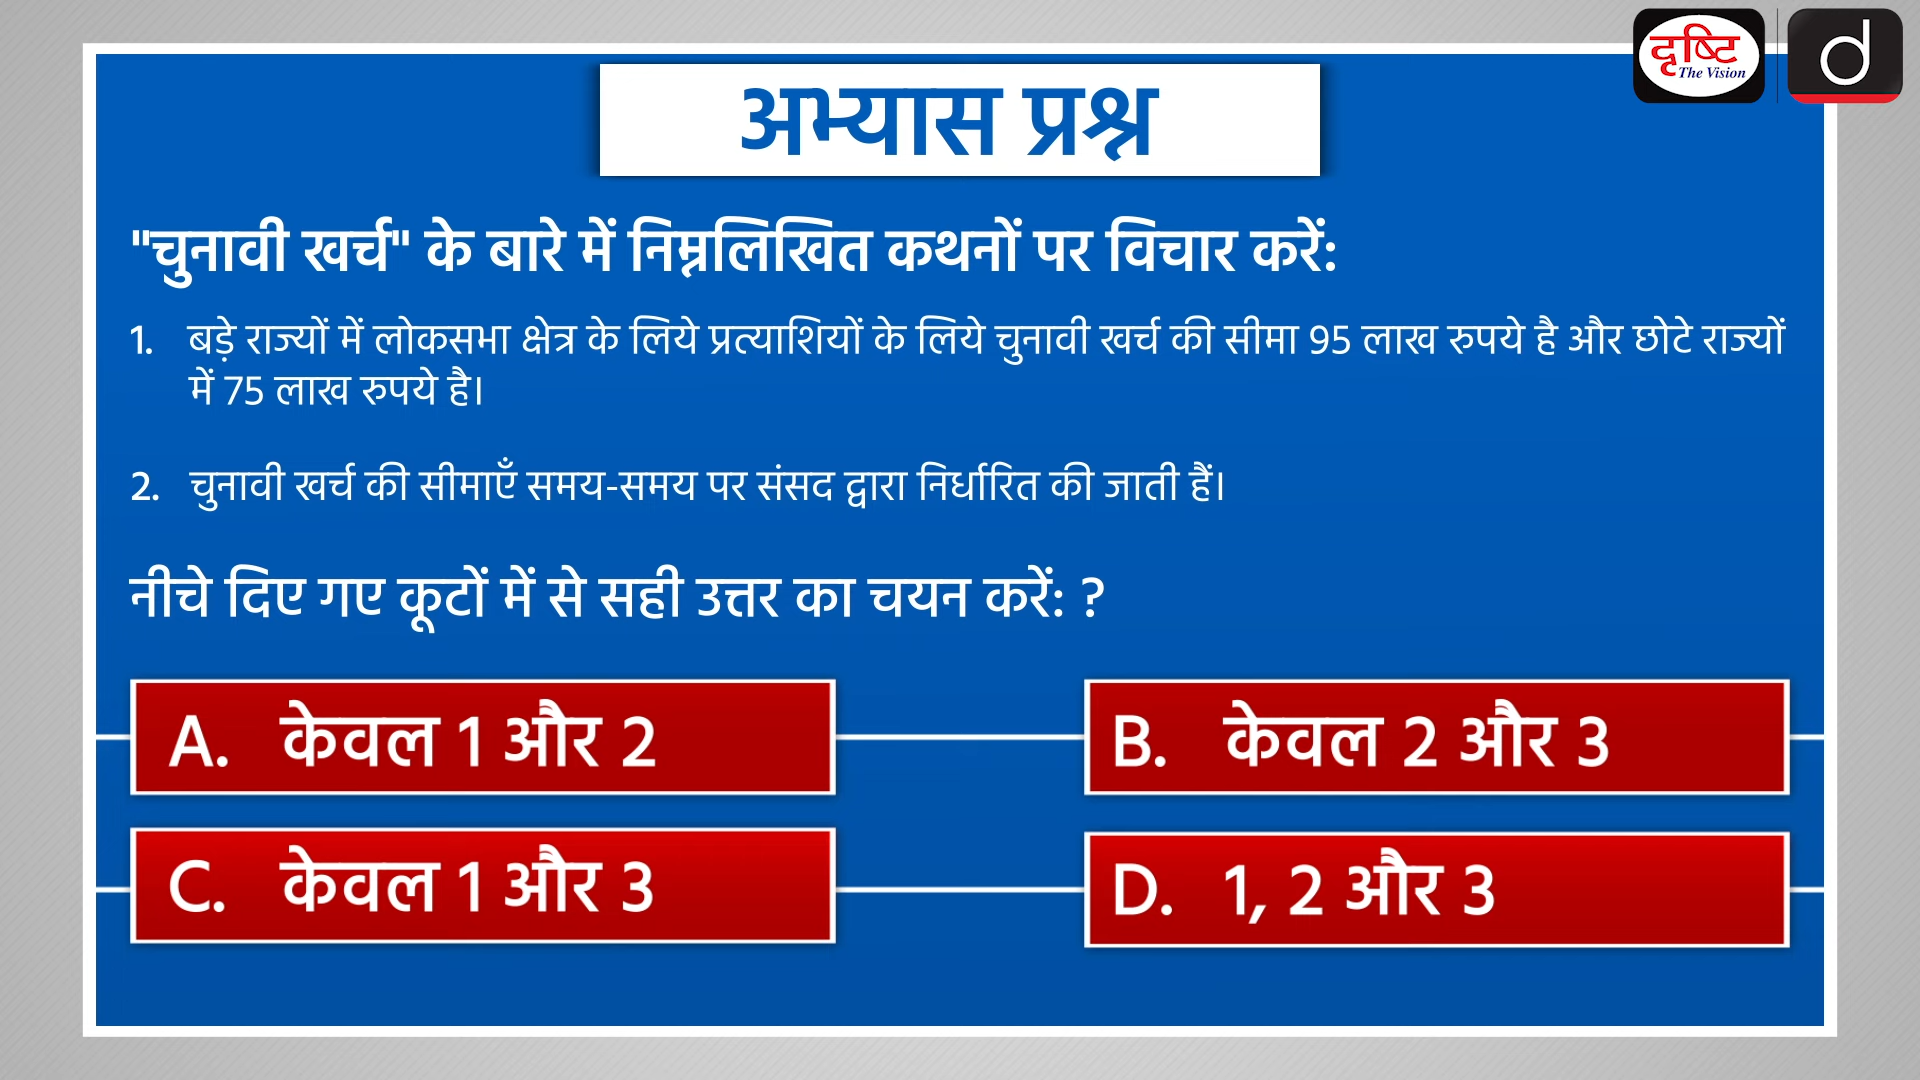 दृष्टि
The Vision
d
अभ्यास प्रश्न
"चुनावी खर्च" के बारे में निम्नलिखित कथनों पर विचार करें:
1. बड़े राज्यों में लोकसभा क्षेत्र के लिये प्रत्याशियों के लिये चुनावी खर्च की सीमा 95 लाख रुपये है और छोटे राज्यों
में 75 लाख रुपये है।
2. चुनावी खर्च की सीमाएँ समय-समय पर संसद द्वारा निर्धारित की जाती हैं।
नीचे दिए गए कूटों में से सही उत्तर का चयन करें: ?
A. केवल 1 और 2
B. केवल 2 और 3
C. केवल 1 और 3
D. 1, 2 और 3